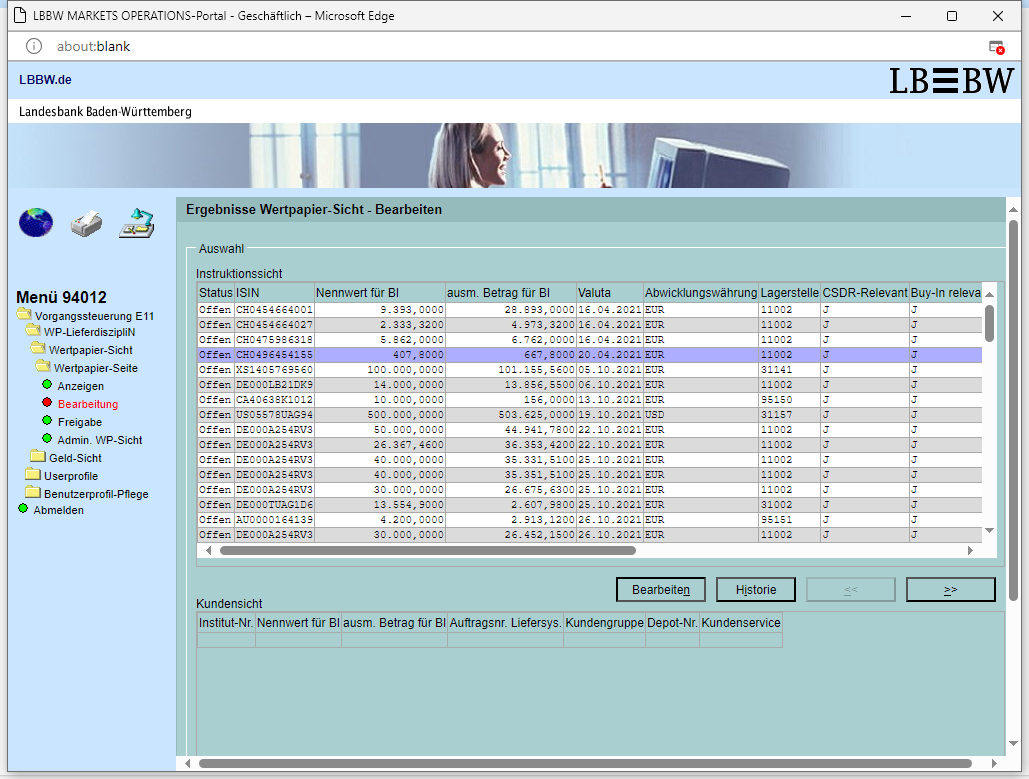 LBBW MARKETS OPERATIONS-Portal - Geschäftlich – Microsoft Edge
about:blank
LBBW.de
LBBW
Landesbank Baden-Württemberg
Ergebnisse Wertpapier-Sicht - Bearbeiten
Menü 94012
Vorgangssteuerung E11
WP-LieferdiszipliN
Wertpapier-Sicht
Wertpapier-Seite
Anzeigen
Bearbeitung
Freigabe
Admin. WP-Sicht
Geld-Sicht
Userprofile
Benutzerprofil-Pflege
Abmelden
Auswahl
Instruktionssicht
Status ISIN Nennwert für BI ausm. Betrag für BI Valuta Abwicklungswährung Lagerstelle CSDR-Relevant Buy-In releva
Offen CH0454664001 9.393,0000 28.893,0000 16.04.2021 EUR 11002 J J
Offen CH0454664027 2.333,3200 4.973,3200 16.04.2021 EUR 11002 J J
Offen CH0475986318 5.862,0000 6.762,0000 16.04.2021 EUR 11002 J J
Offen CH0496454155 407,8000 667,8000 20.04.2021 EUR 11002 J J
Offen XS1405769560 100.000,0000 101.155,5600 05.10.2021 EUR 31141 J J
Offen DE000LB21DK9 14.000,0000 13.856,5500 06.10.2021 EUR 11002 J J
Offen CA40638K1012 10.000,0000 156,0000 13.10.2021 EUR 95150 J J
Offen US05578UAG94 500.000,0000 503.625,0000 19.10.2021 USD 31157 J J
Offen DE000A254RV3 50.000,0000 44.941,7800 22.10.2021 EUR 11002 J J
Offen DE000A254RV3 26.367,4600 36.353,4200 22.10.2021 EUR 11002 J J
Offen DE000A254RV3 40.000,0000 35.331,5100 25.10.2021 EUR 11002 J J
Offen DE000A254RV3 40.000,0000 35.351,5100 25.10.2021 EUR 11002 J J
Offen DE000A254RV3 30.000,0000 26.675,6300 25.10.2021 EUR 11002 J J
Offen DE000TUAG1D6 13.554,9000 2.607,9800 25.10.2021 EUR 31002 J J
Offen AU0000164139 4.200,0000 2.913,1200 26.10.2021 EUR 95151 J J
Offen DE000A254RV3 30.000,0000 26.452,1500 26.10.2021 EUR 11002 J J
Bearbeiten Historie << >>
Kundensicht
Institut-Nr. Nennwert für BI ausm. Betrag für BI Auftragsnr. Liefersys. Kundengruppe Depot-Nr. Kundenservice